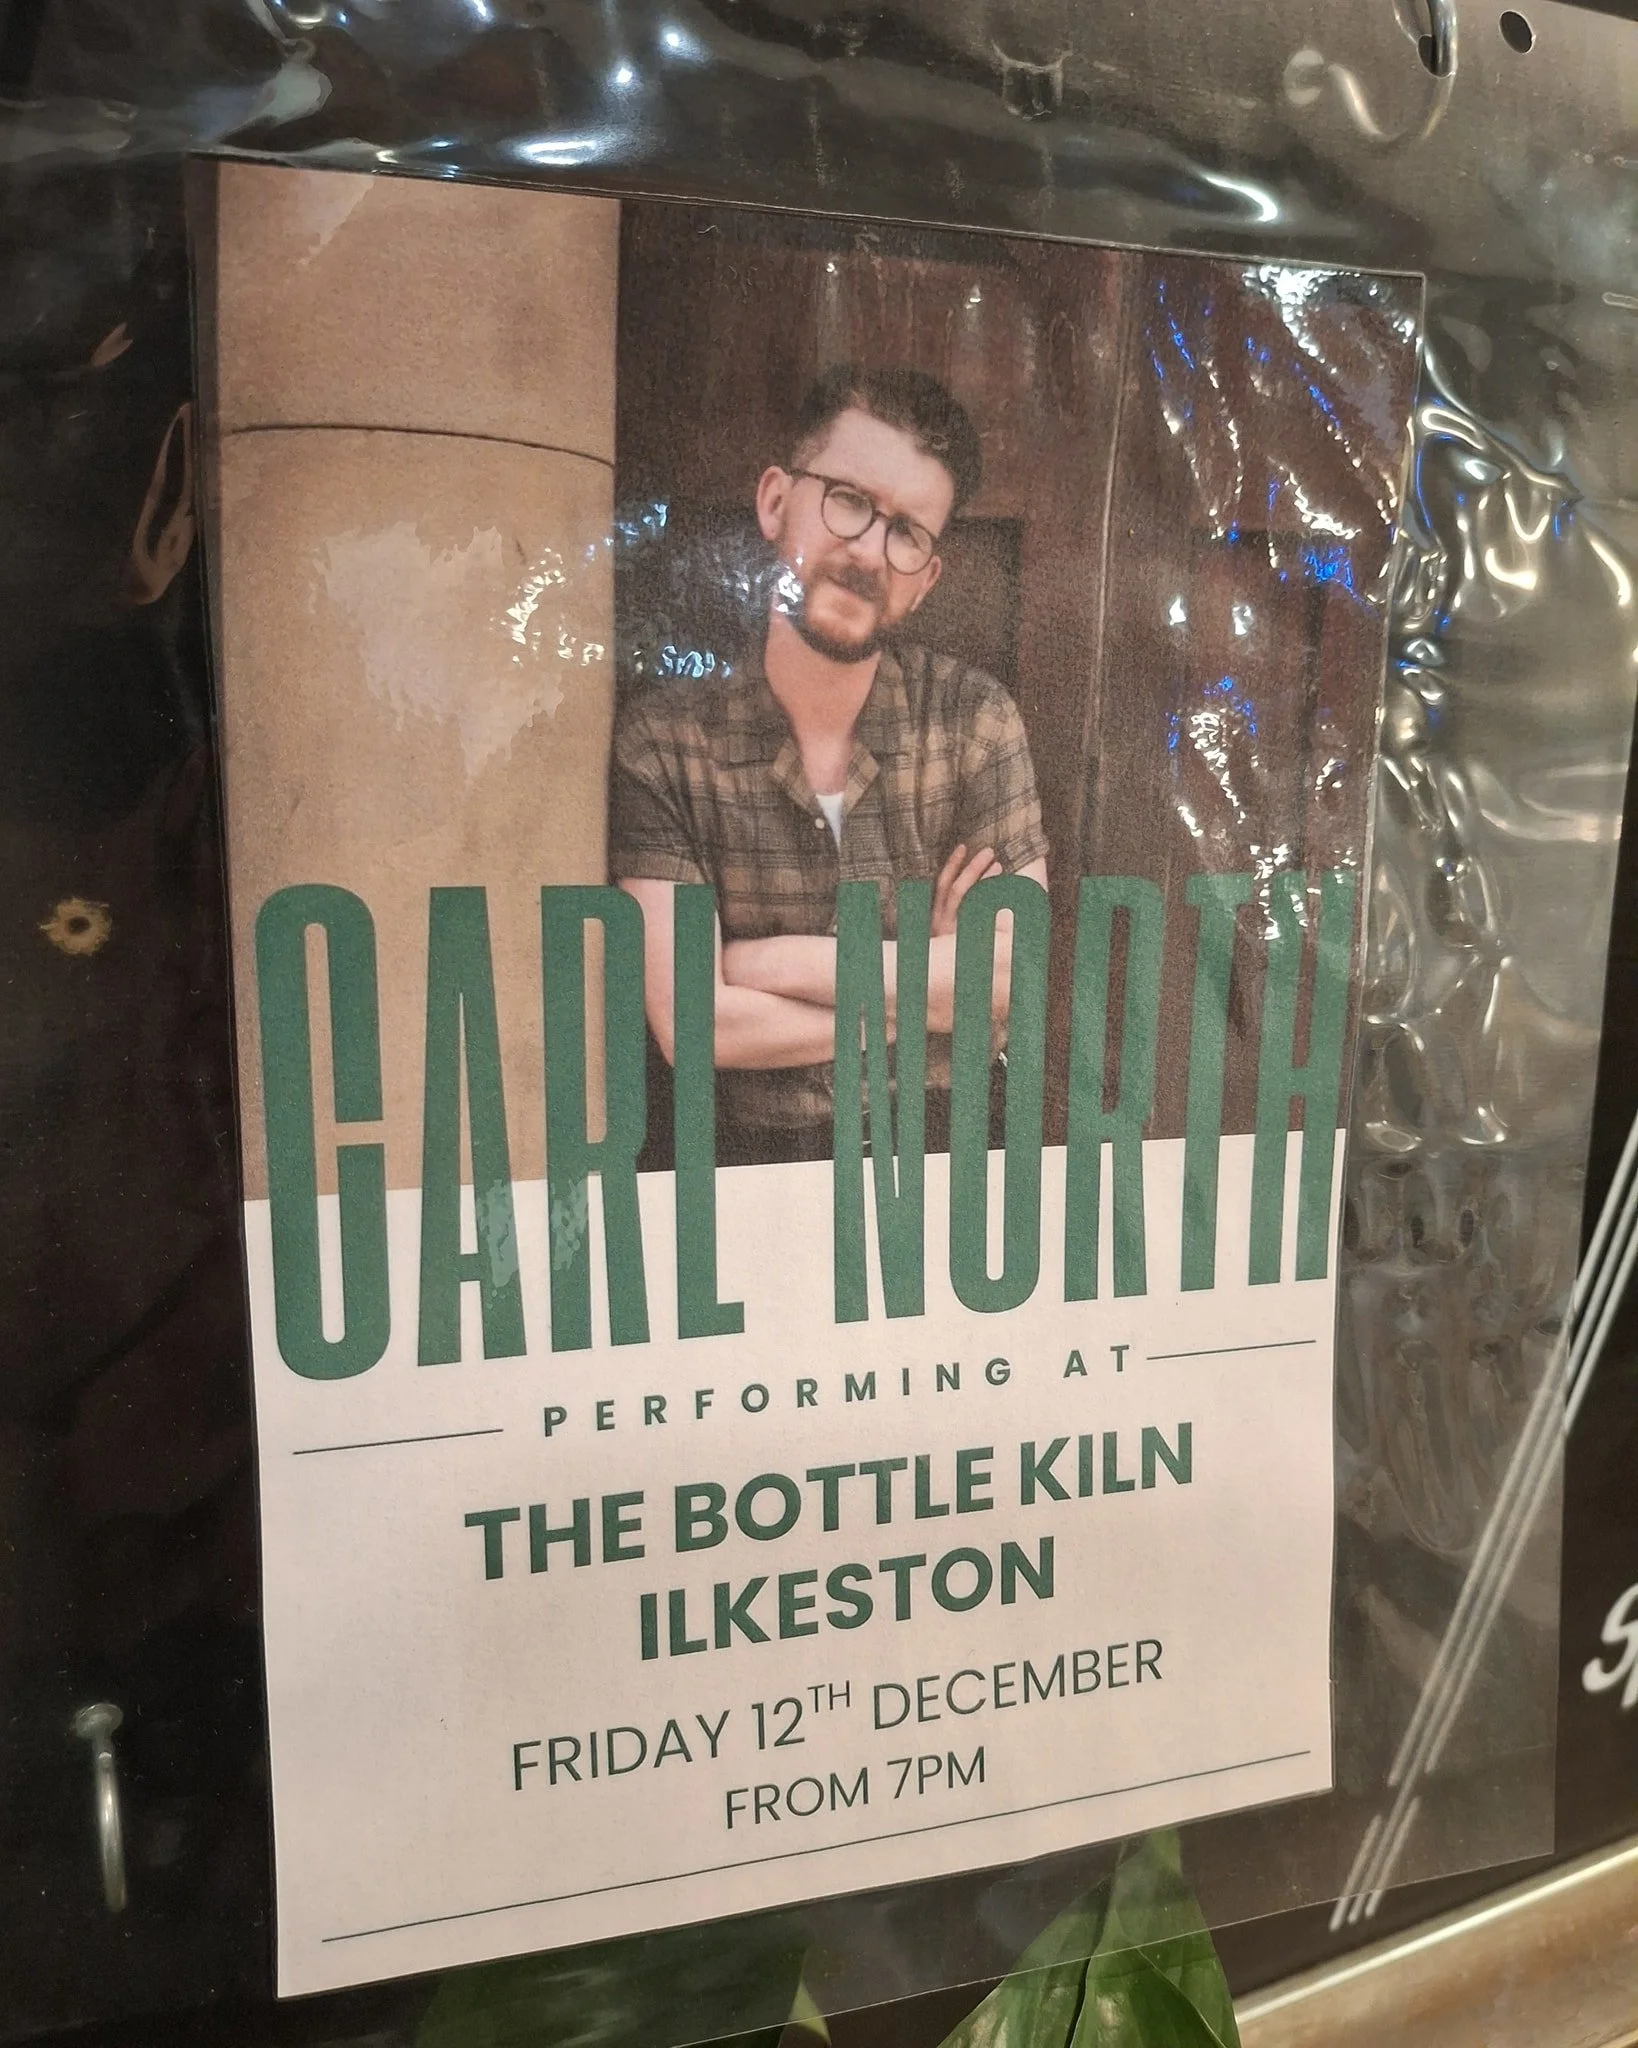 CARL NORTH
PERFORMING AT
THE BOTTLE KILN
ILKESTON
FRIDAY 12TH DECEMBER
FROM 7PM